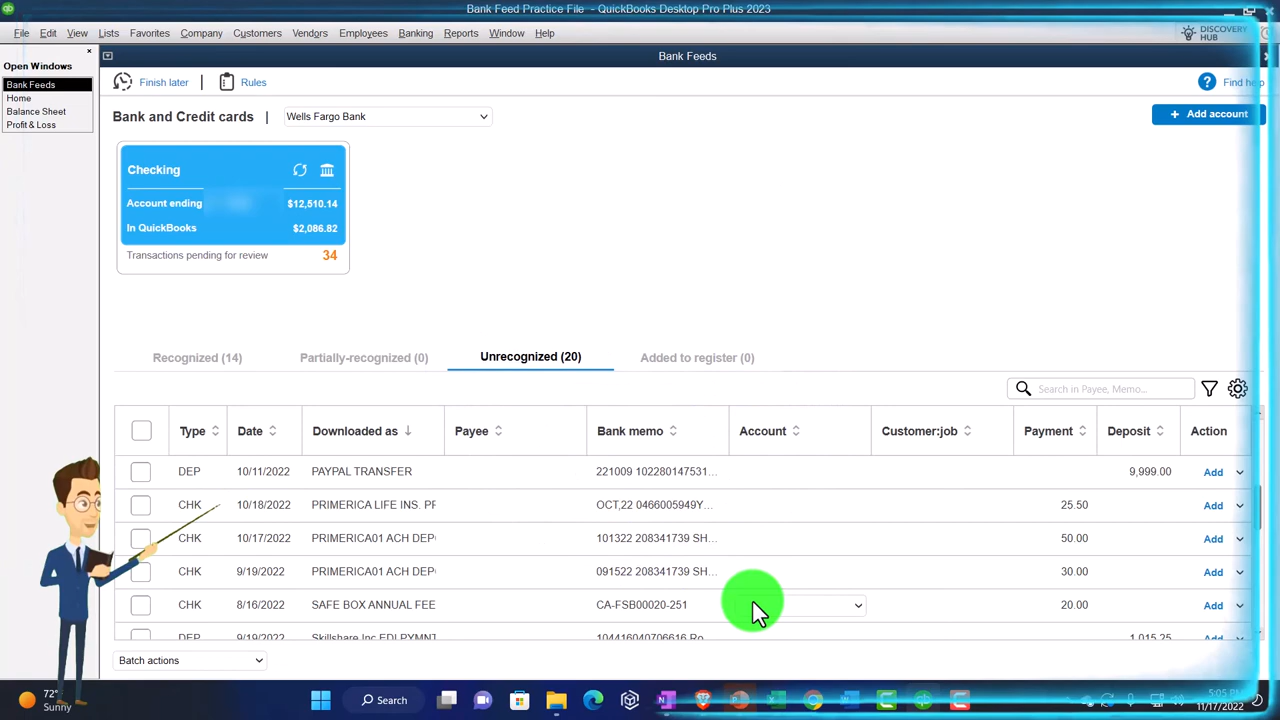 Bank Feed Practice File - QuickBooks Desktop Pro Plus 2023
File Edit View Lists Favorites Company Customers Vendors Employees Banking Reports Window Help
DISCOVERY HUB
Open Windows
Bank Feeds
Home
Balance Sheet
Profit & Loss
Bank Feeds
Finish later | Rules
Find help
Bank and Credit cards | Wells Fargo Bank
+ Add account
Checking
Account ending $12,510.14
In QuickBooks $2,086.82
Transactions pending for review 34
Recognized (14) Partially-recognized (0) Unrecognized (20) Added to register (0)
Search in Payee, Memo...
Type Date Downloaded as Payee Bank memo Account Customer:job Payment Deposit Action
DEP 10/11/2022 PAYPAL TRANSFER 221009 102280147531... 9,999.00 Add
CHK 10/18/2022 PRIMERICA LIFE INS. PF OCT,22 0466005949Y... 25.50 Add
CHK 10/17/2022 PRIMERICA01 ACH DEP( 101322 208341739 SH... 50.00 Add
CHK 9/19/2022 PRIMERICA01 ACH DEP( 091522 208341739 SH... 30.00 Add
CHK 8/16/2022 SAFE BOX ANNUAL FEE CA-FSB00020-251 20.00 Add
DEP 9/19/2022 Skillshare Inc EDI PYMNT 104416040706616 Ro... 1,015.25 Add
Batch actions
72°
Sunny
Search
5:05 PM
11/17/2022